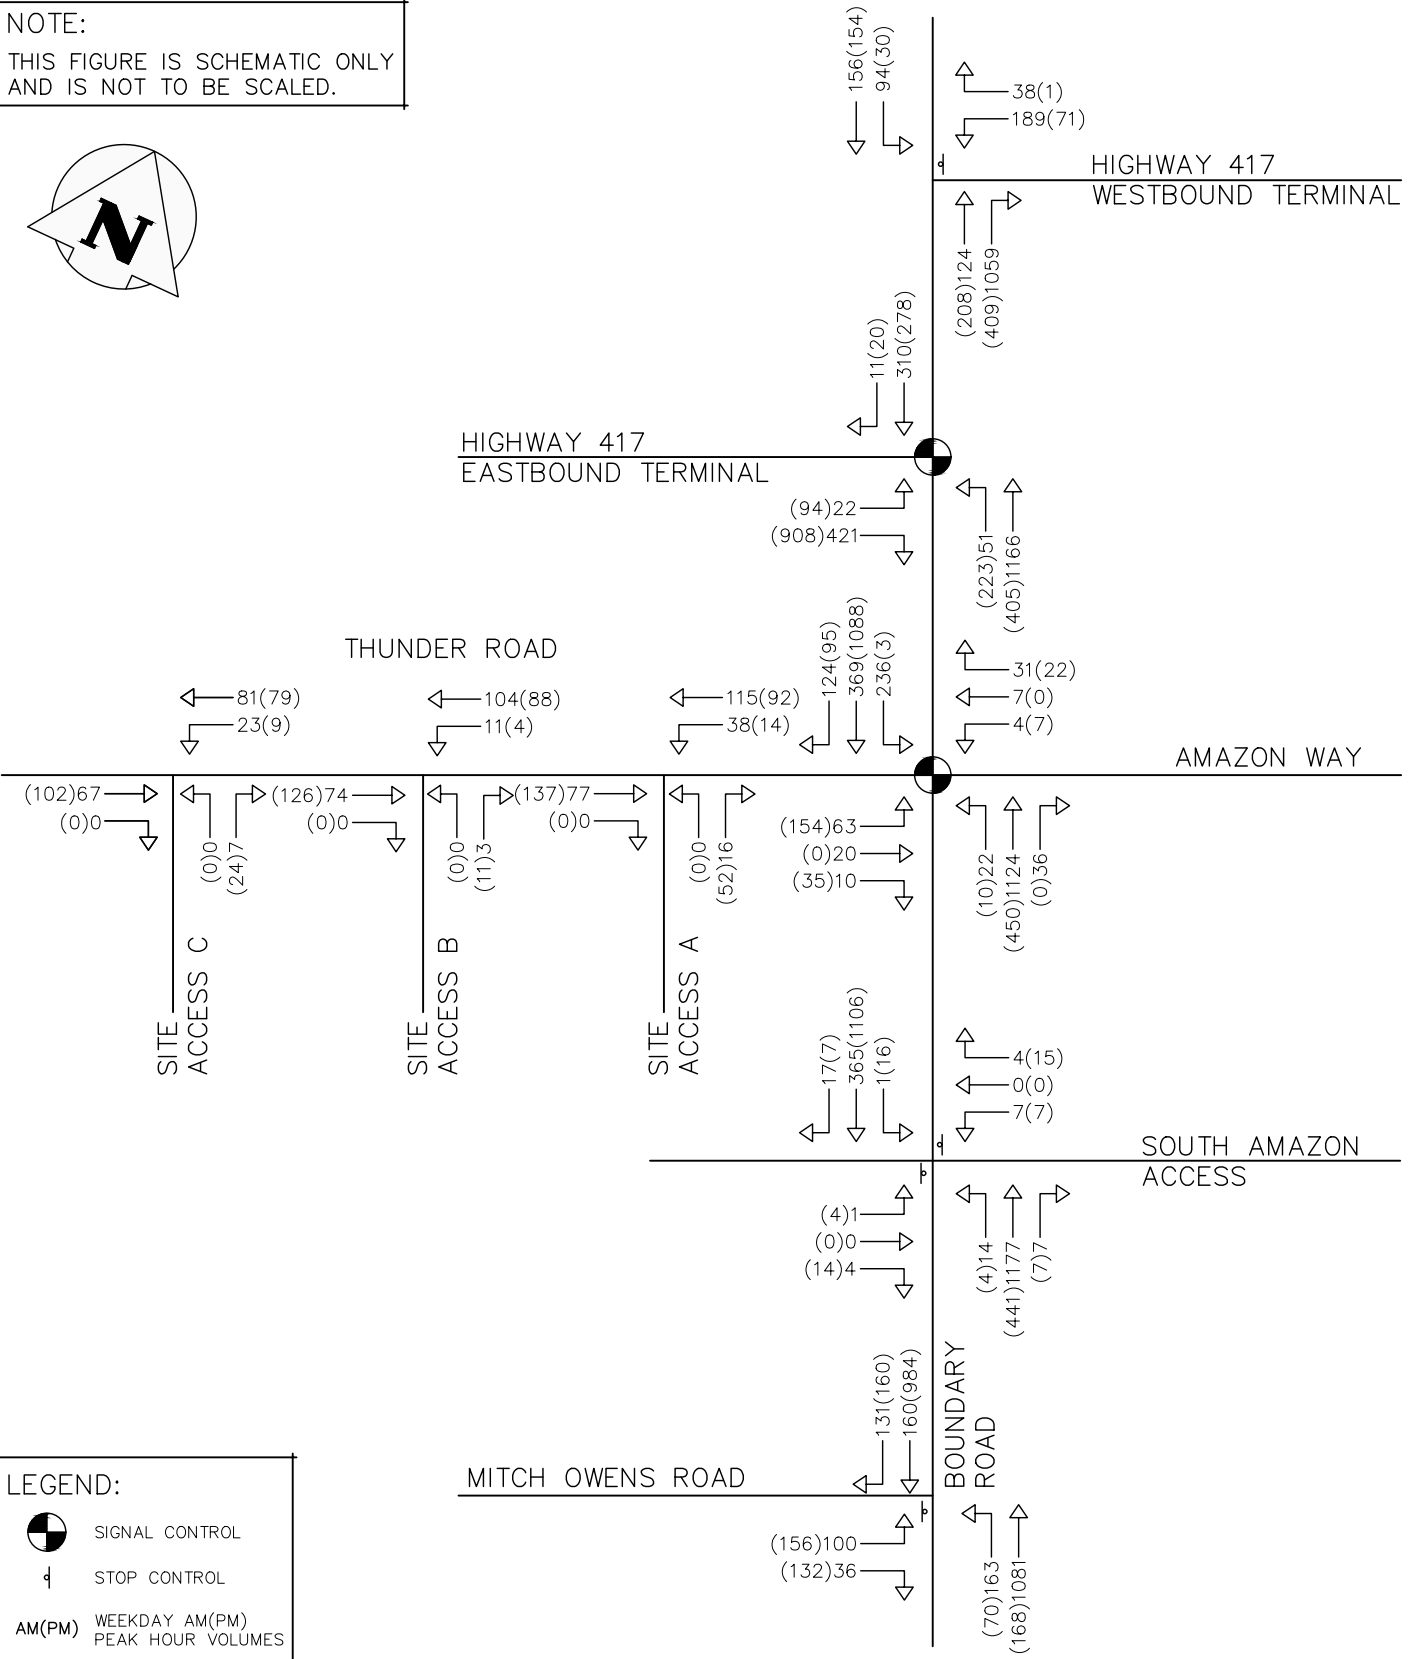 NOTE:
THIS FIGURE IS SCHEMATIC ONLY
AND IS NOT TO BE SCALED.
N
156(154)
94(30)
38(1)
189(71)
HIGHWAY 417
WESTBOUND TERMINAL
(208)124
(409)1059
11(20)
310(278)
HIGHWAY 417
EASTBOUND TERMINAL
(94)22
(908)421
(223)51
(405)1166
THUNDER ROAD
124(95)
369(1088)
236(3)
31(22)
7(0)
4(7)
81(79)
23(9)
104(88)
11(4)
115(92)
38(14)
AMAZON WAY
(102)67
(0)0
(0)0
(24)7
(126)74
(0)0
(0)0
(11)3
(137)77
(0)0
(0)0
(52)16
(154)63
(0)20
(35)10
(10)22
(450)1124
(0)36
SITE
ACCESS C
SITE
ACCESS B
SITE
ACCESS A
17(7)
365(1106)
1(16)
4(15)
0(0)
7(7)
SOUTH AMAZON
ACCESS
(4)1
(0)0
(14)4
(4)14
(441)1177
(7)7
131(160)
160(984)
BOUNDARY
ROAD
MITCH OWENS ROAD
(156)100
(132)36
(70)163
(168)1081
LEGEND:
SIGNAL CONTROL
STOP CONTROL
AM(PM) WEEKDAY AM(PM)
PEAK HOUR VOLUMES